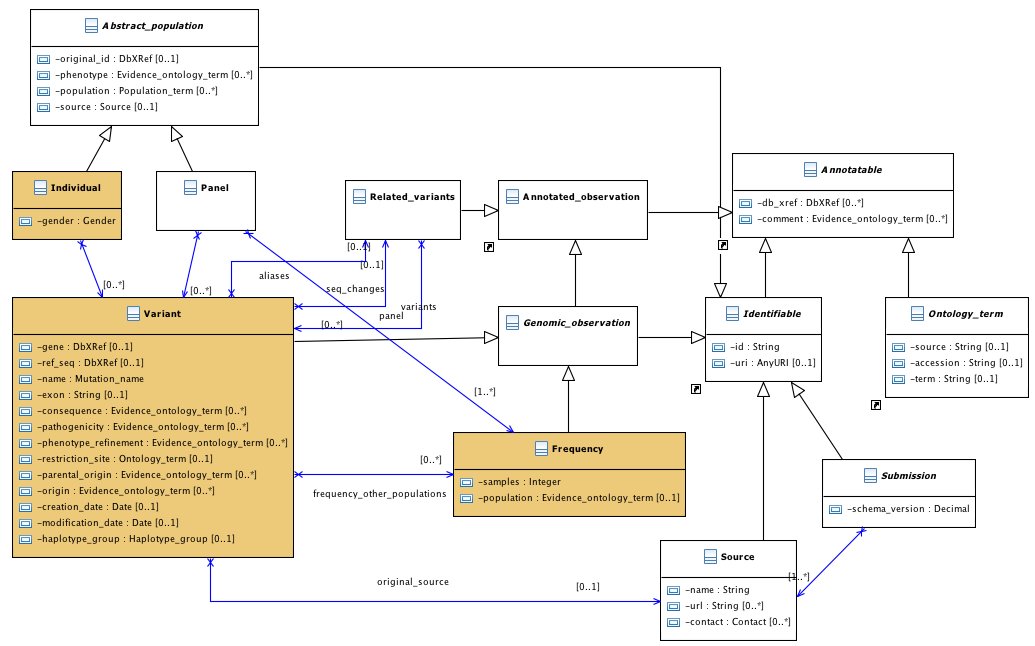 Abstract_population
-original_id : DbXRef [0..1]
-phenotype : Evidence_ontology_term [0..*]
-population : Population_term [0..*]
-source : Source [0..1]
Individual
-gender : Gender
Panel
Related_variants
Annotated_observation
Annotatable
-db_xref : DbXRef [0..*]
-comment : Evidence_ontology_term [0..*]
[0..1]
[0..1]
aliases
[0..*]
[0..*]
seq_changes
variants
panel
[0..*]
Variant
-gene : DbXRef [0..1]
-ref_seq : DbXRef [0..*]
-name : Mutation_name
-exon : String [0..1]
-consequence : Evidence_ontology_term [0..*]
-pathogenicity : Evidence_ontology_term [0..*]
-phenotype_refinement : Evidence_ontology_term [0..*]
-restriction_site : Ontology_term [0..1]
-parental_origin : Evidence_ontology_term [0..*]
-origin : Evidence_ontology_term [0..*]
-creation_date : Date [0..1]
-modification_date : Date [0..1]
-haplotype_group : Haplotype_group [0..1]
Genomic_observation
Identifiable
-id : String
-uri : AnyURI [0..1]
Ontology_term
-source : String [0..1]
-accession : String [0..1]
-term : String [0..1]
[1..*]
Frequency
-samples : Integer
-population : Evidence_ontology_term [0..1]
[0..*]
frequency_other_populations
Submission
-schema_version : Decimal
Source
-name : String
-url : String [0..*]
-contact : Contact [0..*]
[1..*]
original_source
[0..1]